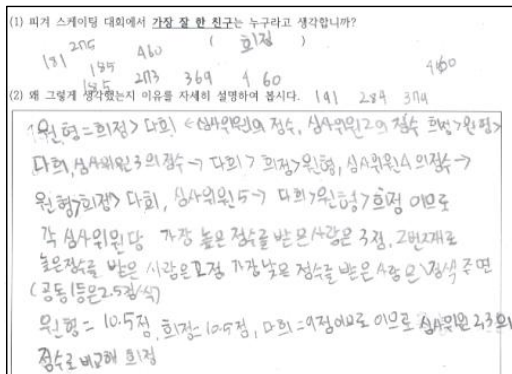 (1) 피겨 스케이팅 대회에서 가장 잘 한 친구는 누구라고 생각합니까?
( 희정 )
181 275 460
185
185 273 369 460 460
(2) 왜 그렇게 생각했는지 이유를 자세히 설명하여 봅시다. 191 284 374
원형=희정>다희 ←심사위원1의 점수, 심사위원2의 점수 희정>원형>
다희, 심사위원3의점수→ 다희>희정>원형, 심사위원4의점수→
원형>희정>다희, 심사위원5→ 다희>원형>희정 이므로
각 심사위원당 가장 높은 점수를 받은사람은 3점, 2번째로
높은점수를 받은 사람은 2점 가장낮은 점수를 받은사람은 1점씩 주면
(공동1등은 2.5점씩)
원형= 10.5점, 희정=10.5점, 다희=9점이므로 이므로 심사위원 2,3의
점수로 비교해 희정